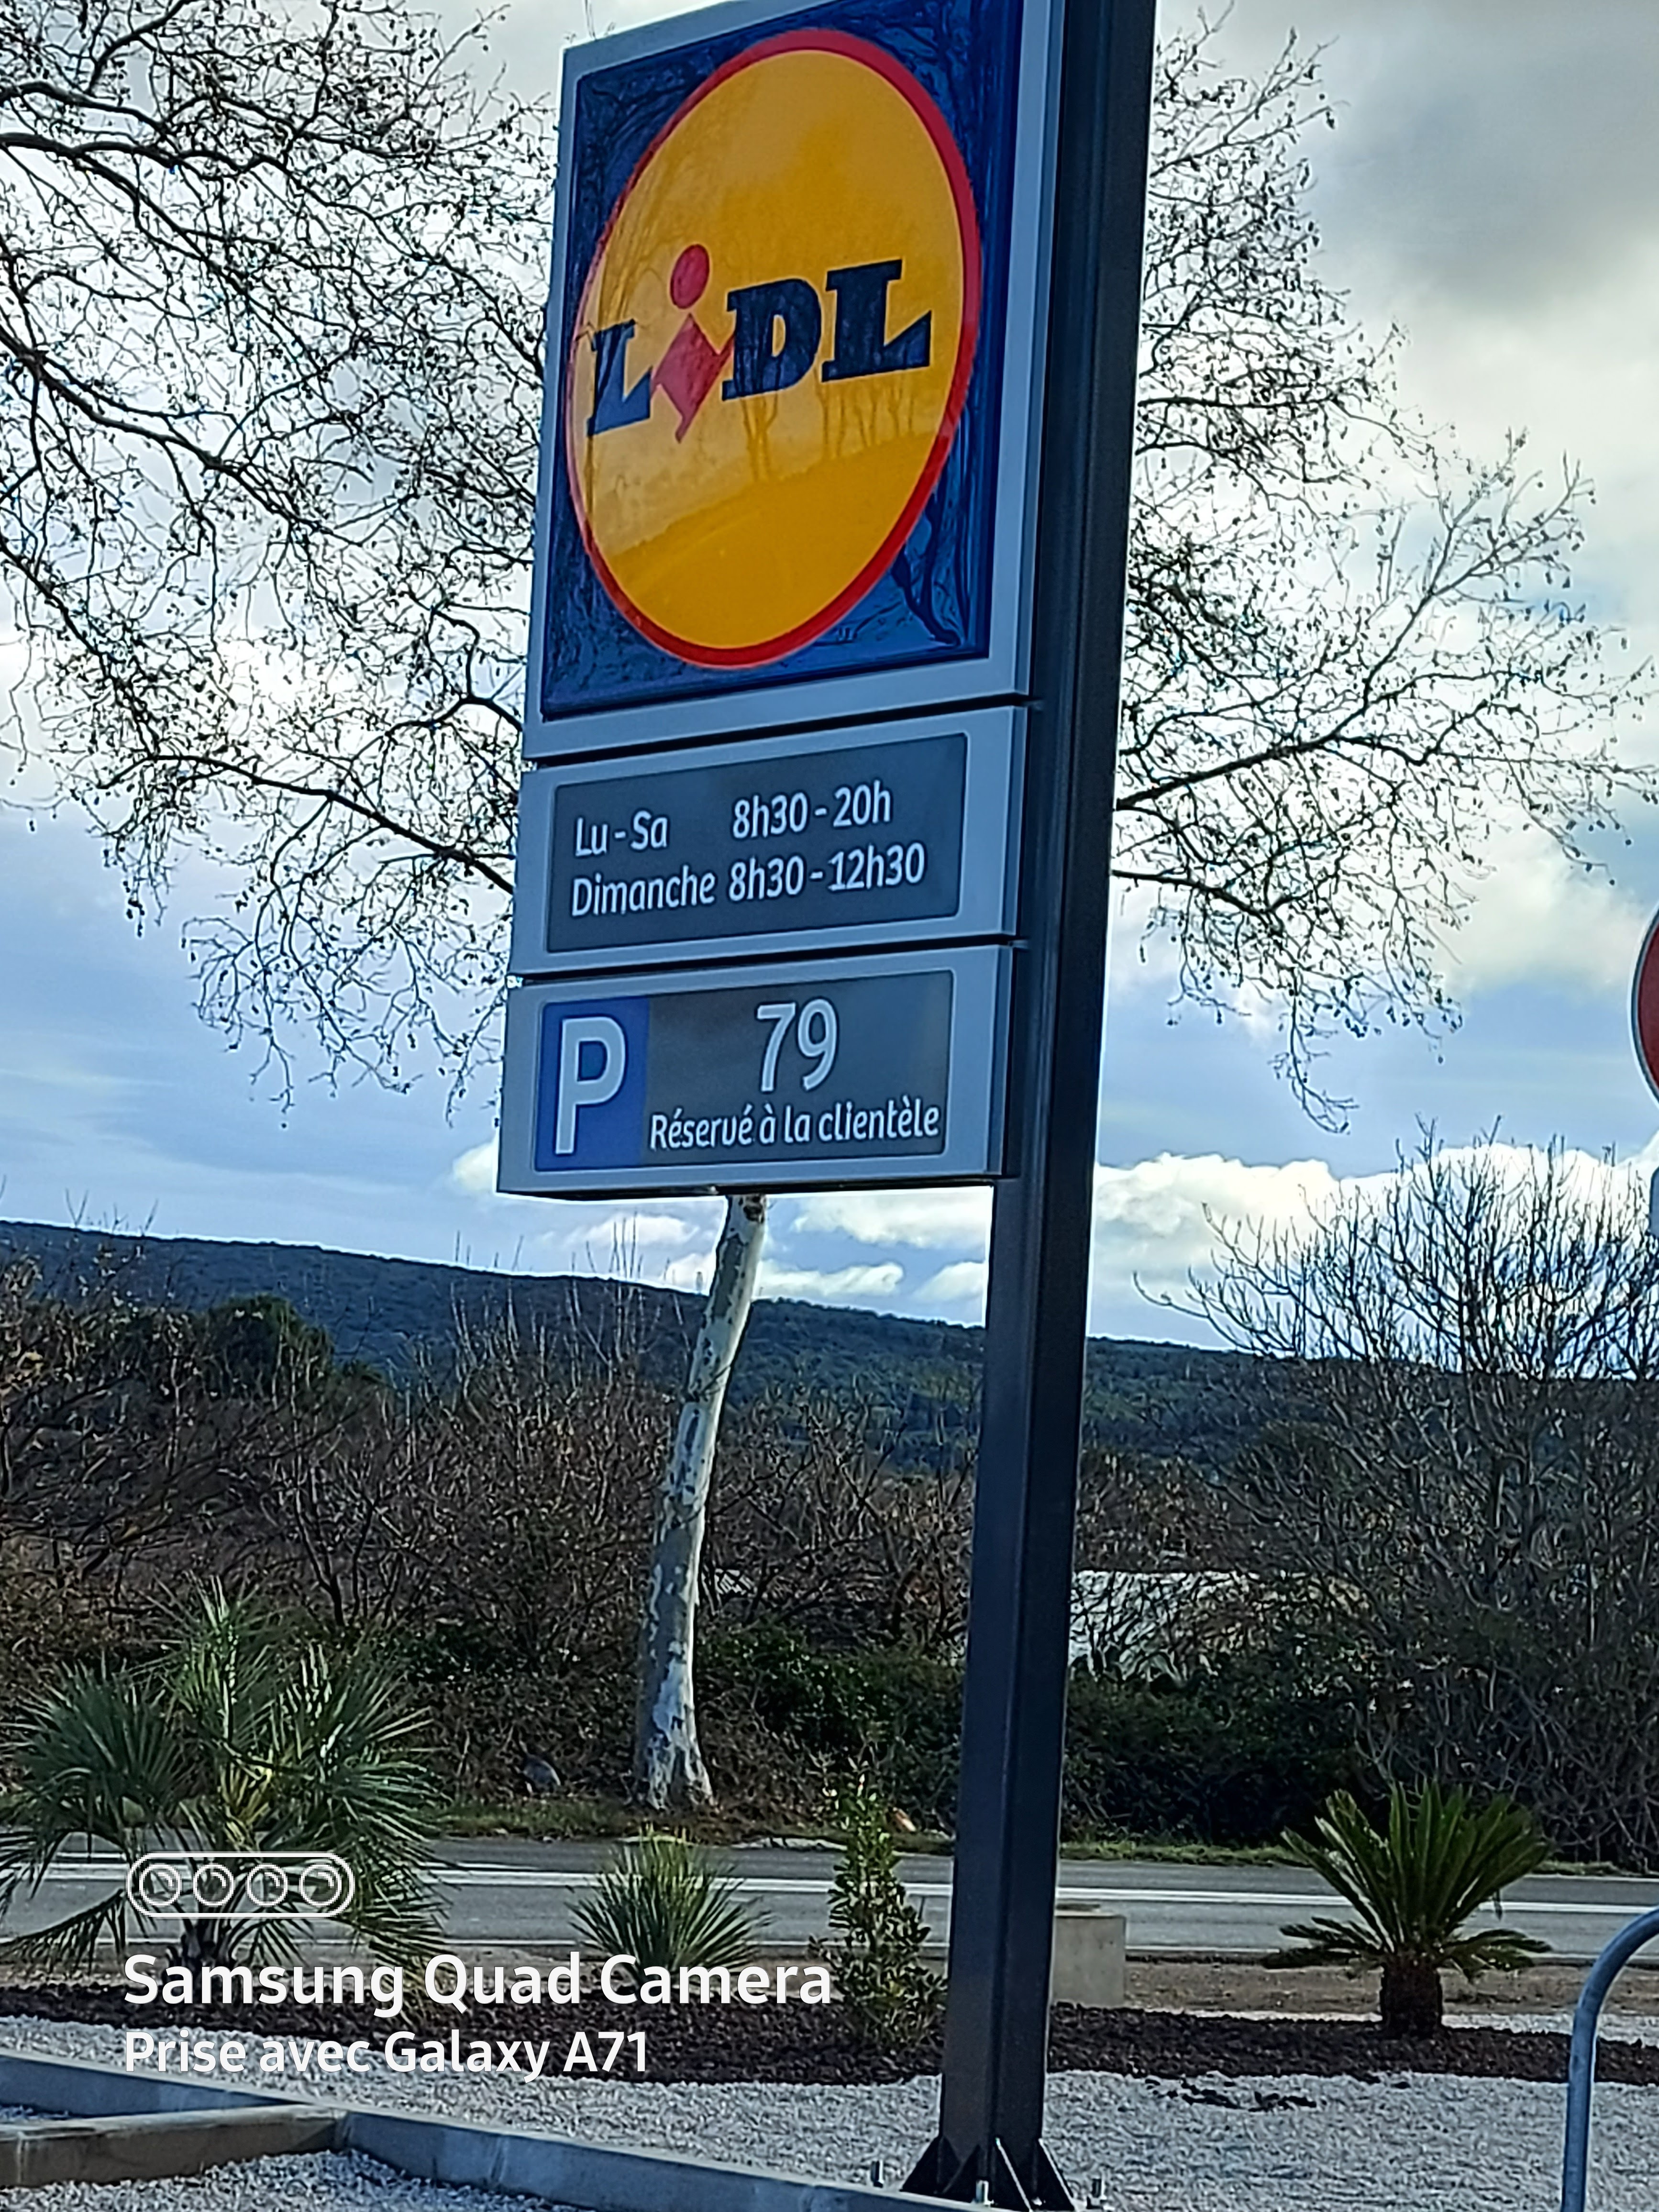 LiDL
Lu - Sa 8h30 - 20h
Dimanche 8h30 - 12h30
P 79
Réservé à la clientèle
Samsung Quad Camera
Prise avec Galaxy A71